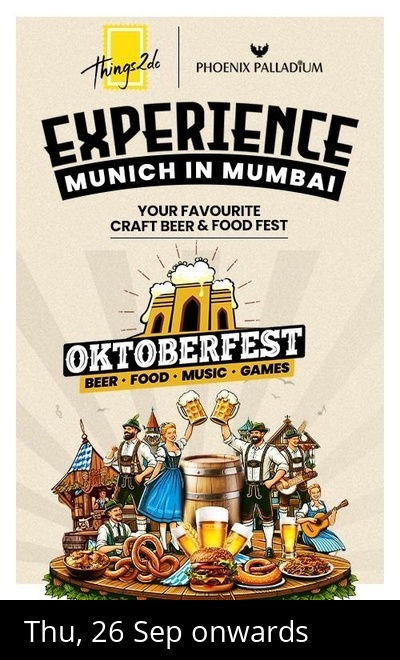 Things2do
PHOENIX PALLADIUM
EXPERIENCE
MUNICH IN MUMBAI
YOUR FAVOURITE
CRAFT BEER & FOOD FEST
OKTOBERFEST
BEER • FOOD • MUSIC • GAMES
Thu, 26 Sep onwards